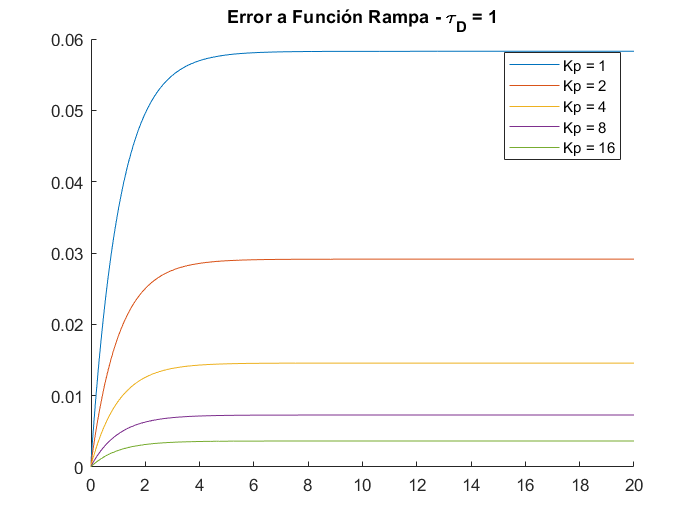 Error a Función Rampa - τD = 1
0.06
0.05
0.04
0.03
0.02
0.01
0
0 2 4 6 8 10 12 14 16 18 20
Kp = 1
Kp = 2
Kp = 4
Kp = 8
Kp = 16